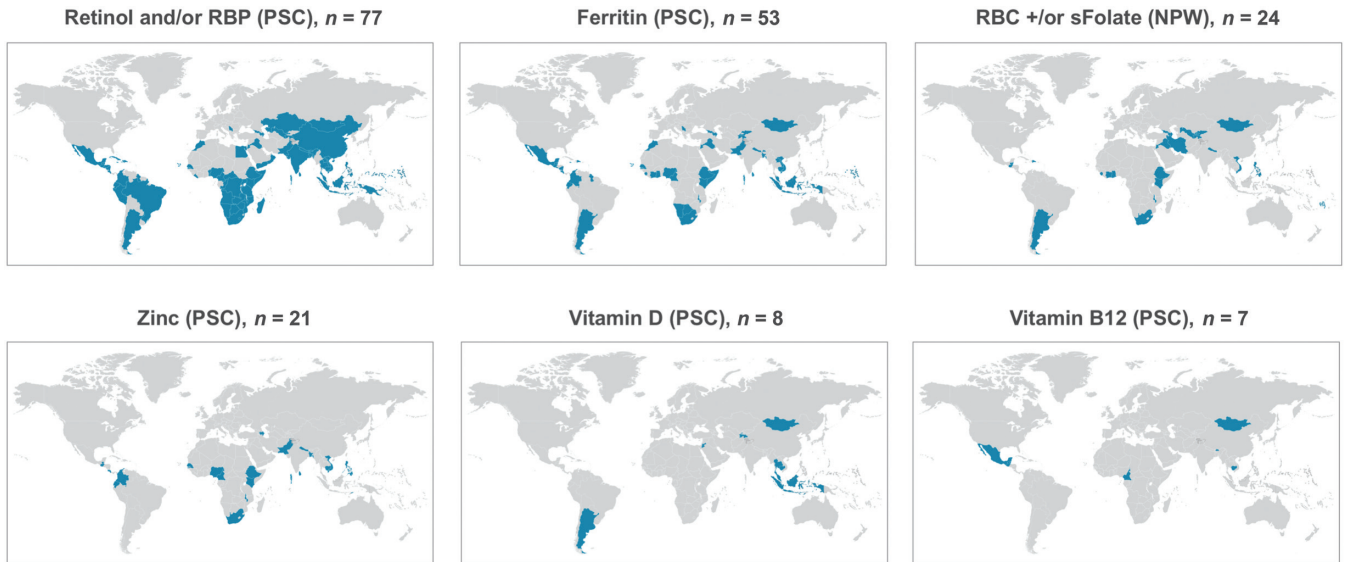 Retinol and/or RBP (PSC), n = 77
Ferritin (PSC), n = 53
RBC +/or sFolate (NPW), n = 24
Zinc (PSC), n = 21
Vitamin D (PSC), n = 8
Vitamin B12 (PSC), n = 7